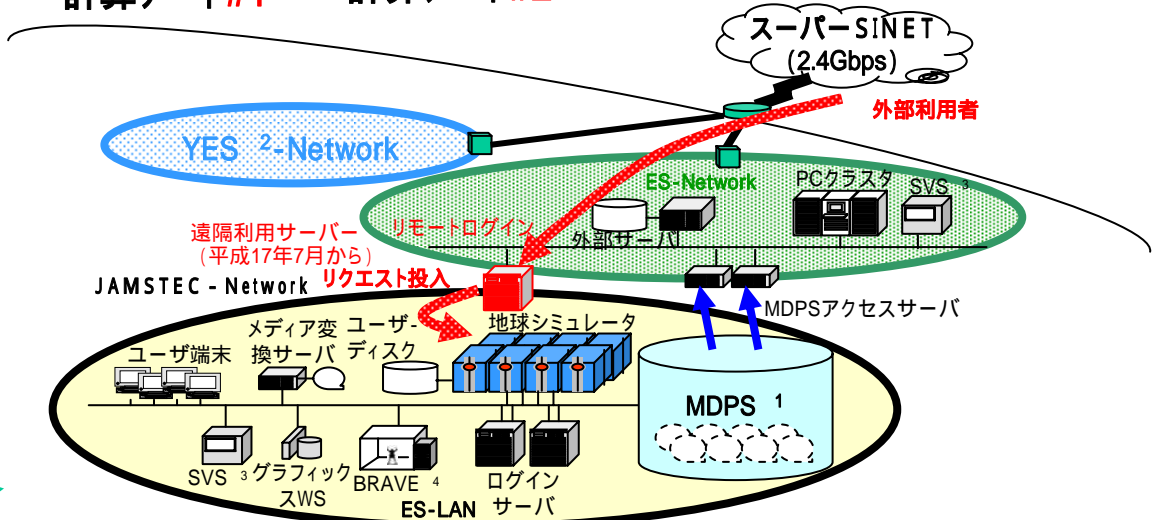 スーパーSINET
(2.4Gbps)
外部利用者
YES 2-Network
ES-Network
PCクラスタ
SVS 3
外部サーバ
遠隔利用サーバー
(平成17年7月から)
リモートログイン
JAMSTEC - Network
リクエスト投入
MDPSアクセスサーバ
地球シミュレータ
メディア変
換サーバ
ユーザ-
ディスク
ユーザ端末
MDPS 1
SVS 3
グラフィック
スWS
BRAVE 4
ログイン
サーバ
ES-LAN